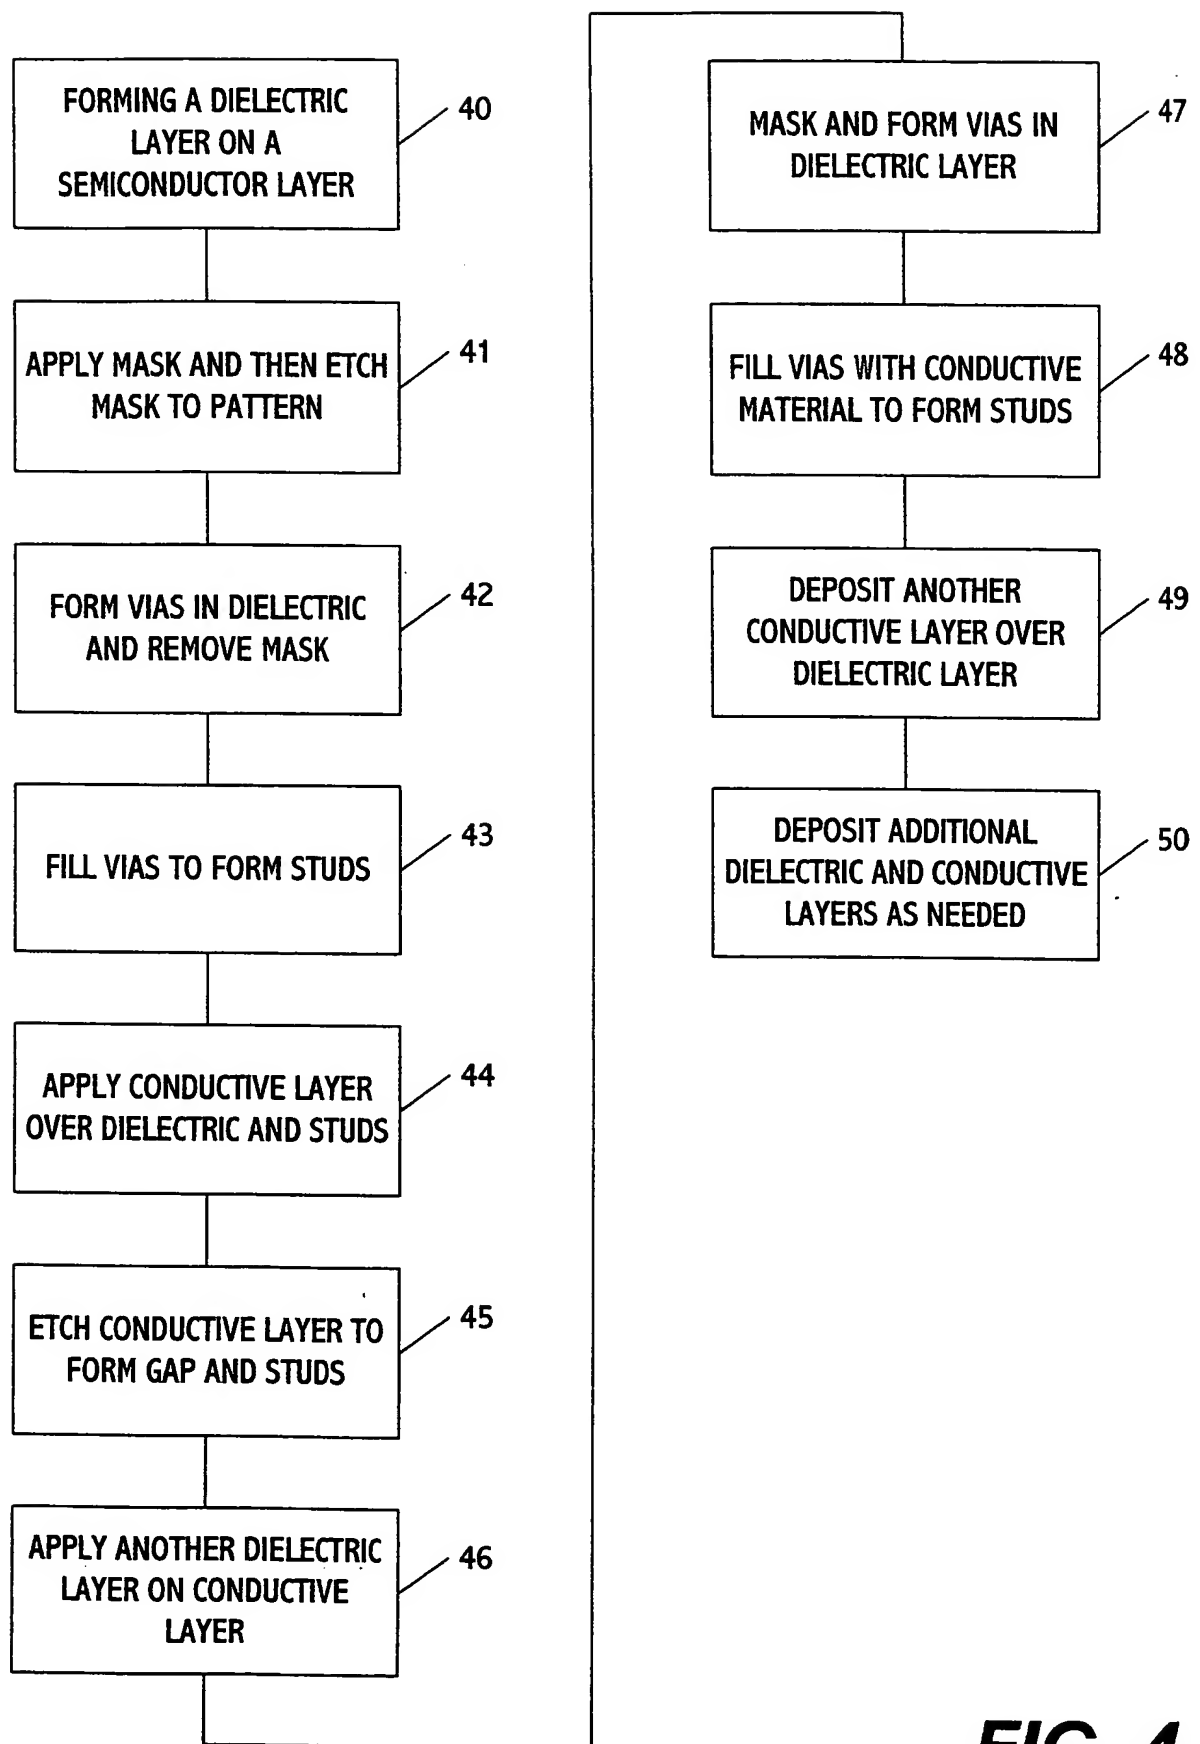 FORMING A DIELECTRIC
LAYER ON A
SEMICONDUCTOR LAYER
40
APPLY MASK AND THEN ETCH
MASK TO PATTERN
41
FORM VIAS IN DIELECTRIC
AND REMOVE MASK
42
FILL VIAS TO FORM STUDS
43
APPLY CONDUCTIVE LAYER
OVER DIELECTRIC AND STUDS
44
ETCH CONDUCTIVE LAYER TO
FORM GAP AND STUDS
45
APPLY ANOTHER DIELECTRIC
LAYER ON CONDUCTIVE
LAYER
46
MASK AND FORM VIAS IN
DIELECTRIC LAYER
47
FILL VIAS WITH CONDUCTIVE
MATERIAL TO FORM STUDS
48
DEPOSIT ANOTHER
CONDUCTIVE LAYER OVER
DIELECTRIC LAYER
49
DEPOSIT ADDITIONAL
DIELECTRIC AND CONDUCTIVE
LAYERS AS NEEDED
50
FIG. 4